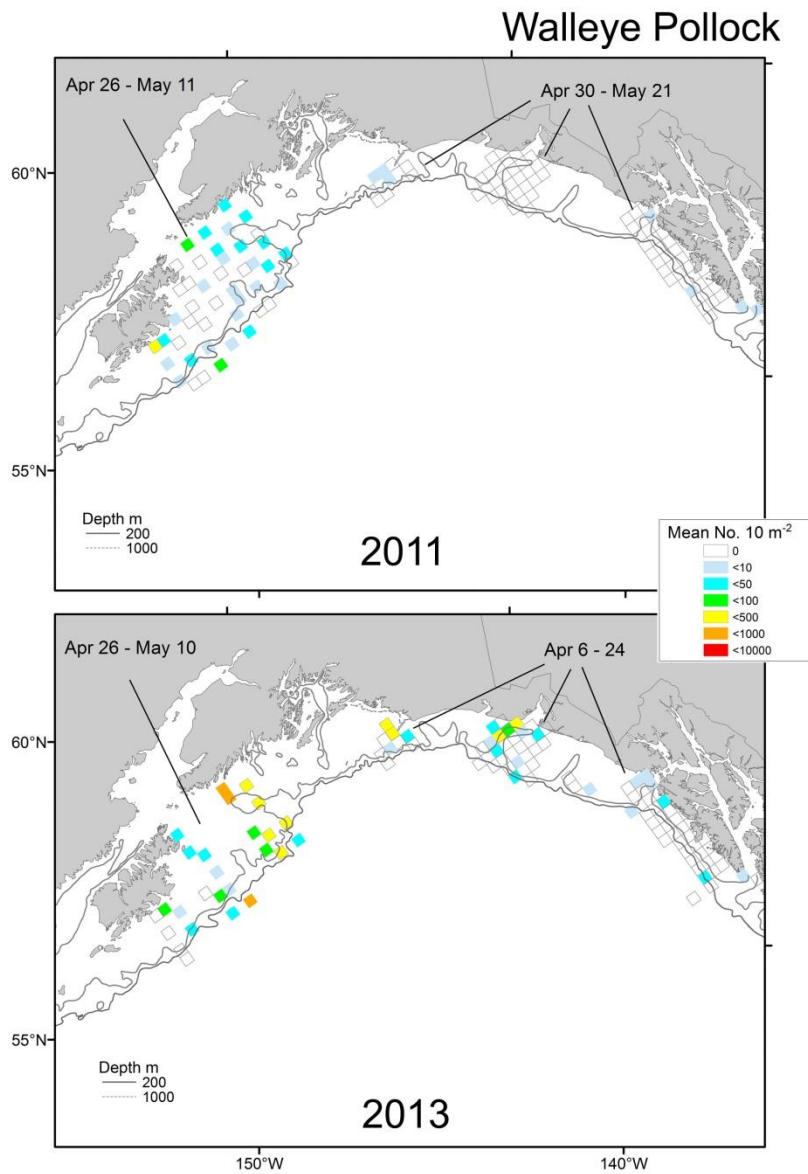 Walleye Pollock
Apr 26 - May 11
Apr 30 - May 21
60°N
55°N
Depth m
200
1000
2011
Mean No. 10 m⁻²
0
<10
<50
<100
<500
<1000
<10000
Apr 26 - May 10
Apr 6 - 24
60°N
55°N
Depth m
200
1000
2013
150°W
140°W